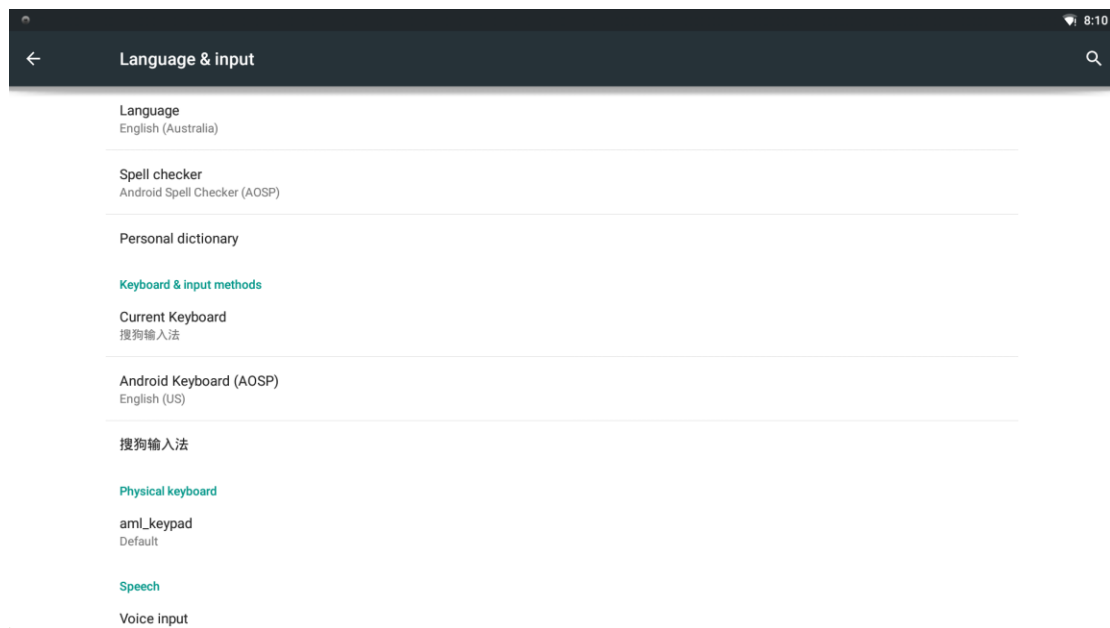 8:10
Language & input
Language
English (Australia)
Spell checker
Android Spell Checker (AOSP)
Personal dictionary
Keyboard & input methods
Current Keyboard
搜狗输入法
Android Keyboard (AOSP)
English (US)
搜狗输入法
Physical keyboard
aml_keypad
Default
Speech
Voice input